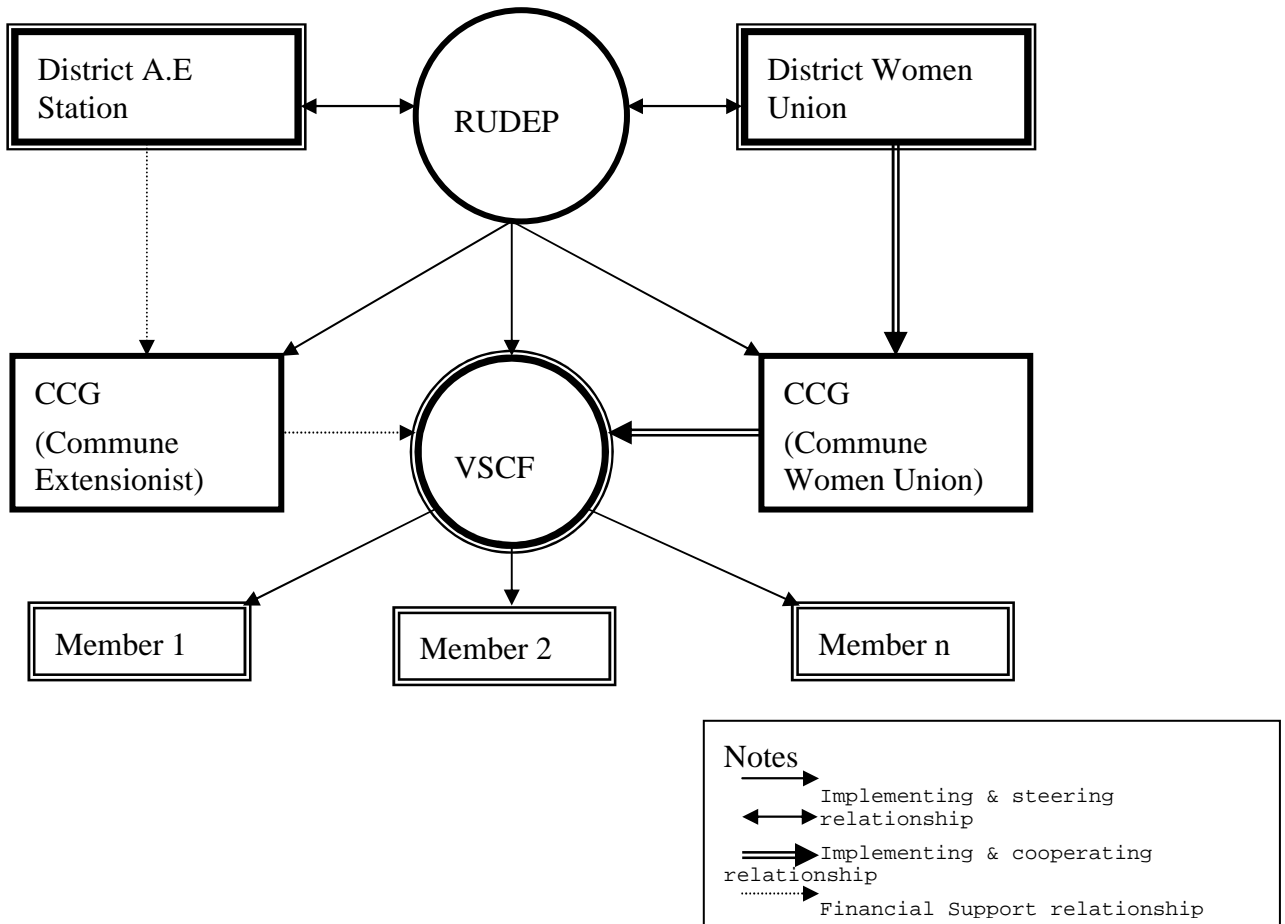 District A.E
Station
RUDEP
District Women
Union
CCG
(Commune
Extensionist)
VSCF
CCG
(Commune
Women Union)
Member 1
Member 2
Member n
Notes
Implementing & steering
relationship
Implementing & cooperating
relationship
Financial Support relationship